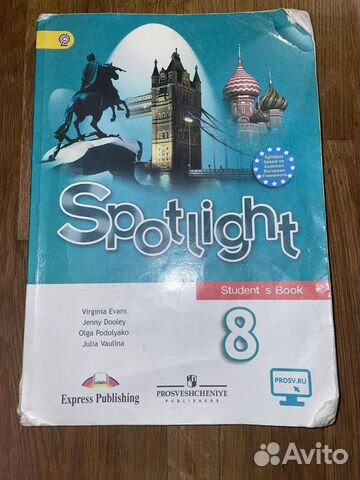 Syllabus
based on
Common
European
Framework
Spotlight
Student's Book
Virginia Evans
Jenny Dooley
Olga Podolyako
Julia Vaulina
8
PROSV.RU
Express Publishing
PROSVESHCHENIYE
PUBLISHERS
Avito